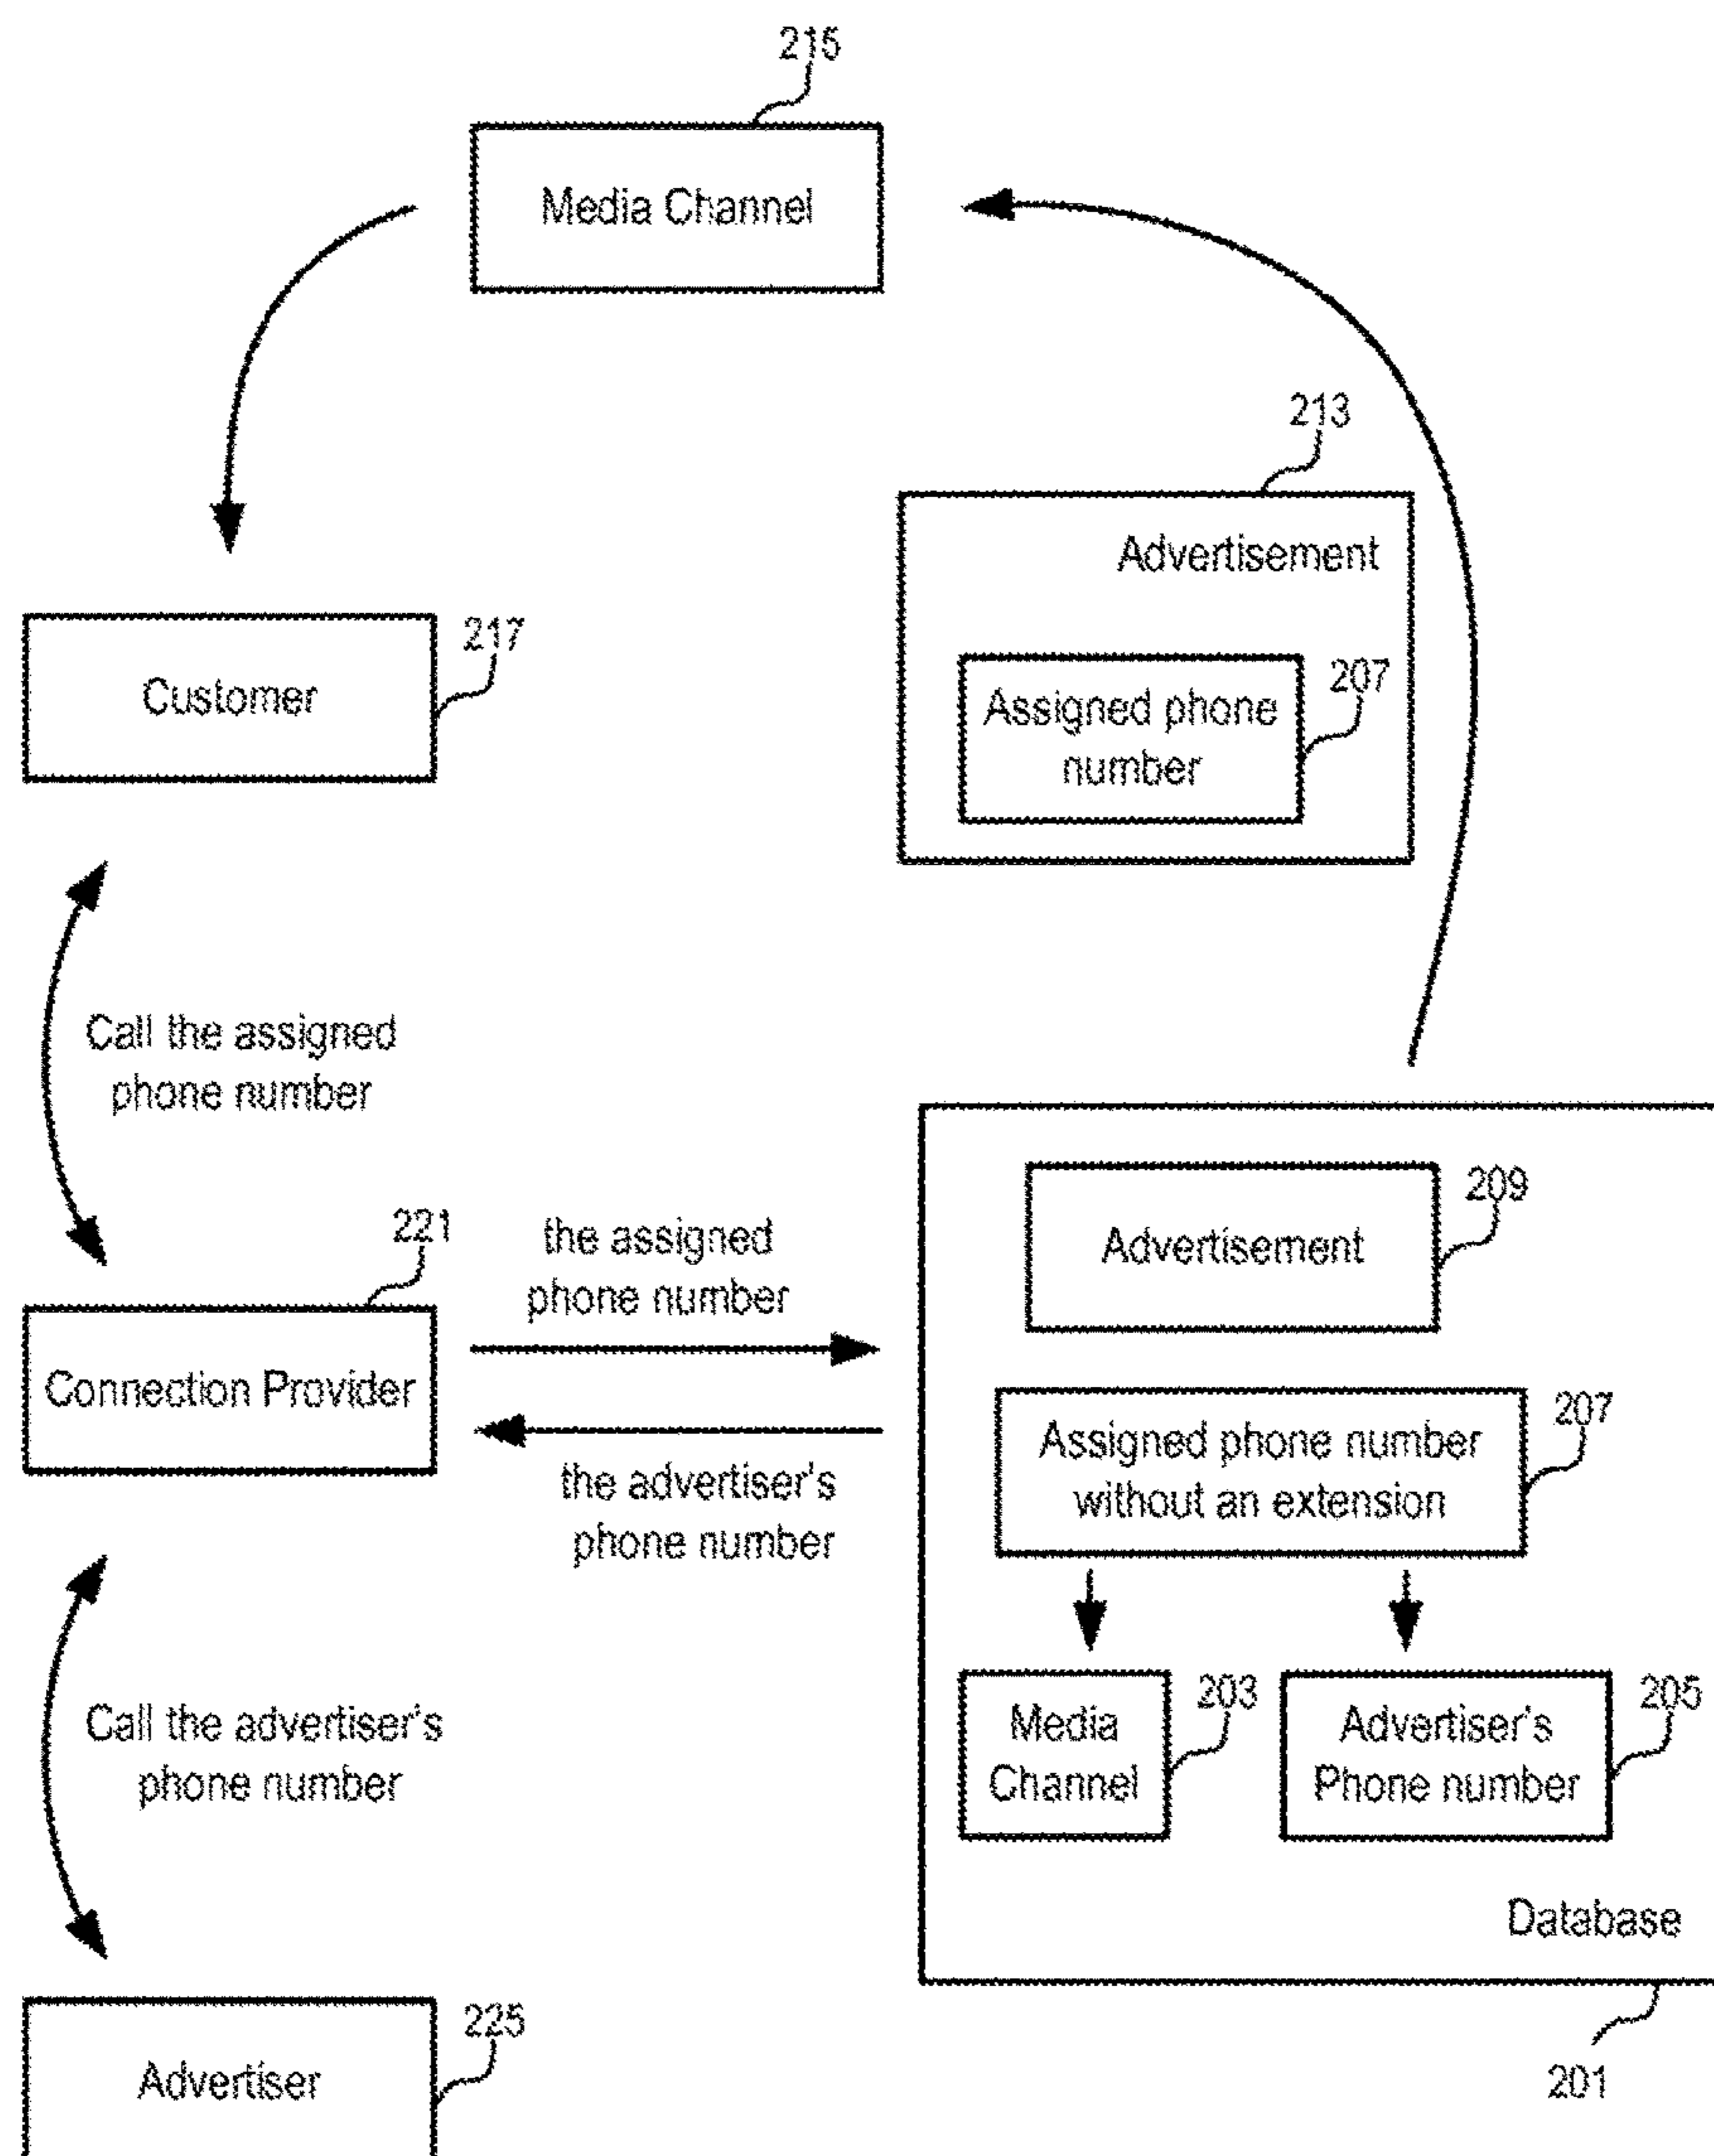 215
Media Channel
213
Advertisement
207
Assigned phone
number
217
Customer
Call the assigned
phone number
221
Connection Provider
the assigned
phone number
the advertiser's
phone number
209
Advertisement
207
Assigned phone number
without an extension
203
Media
Channel
205
Advertiser's
Phone number
Database
201
Call the advertiser's
phone number
225
Advertiser